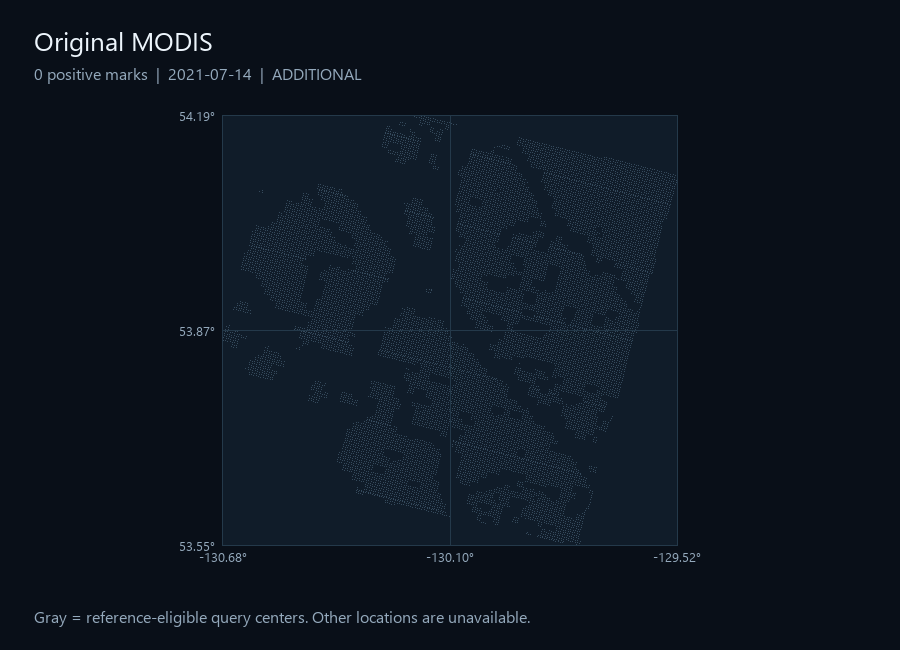 Original MODIS
0 positive marks | 2021-07-14 | ADDITIONAL
54.19°
53.87°
53.55°
-130.68° -130.10° -129.52°
Gray = reference-eligible query centers. Other locations are unavailable.